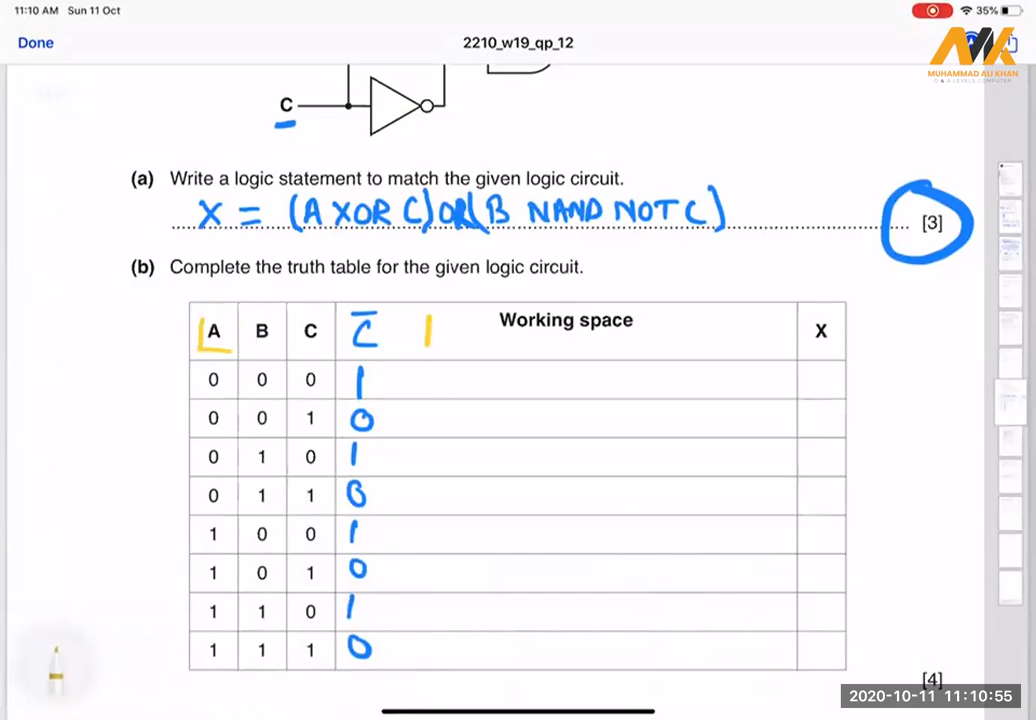 11:10 AM Sun 11 Oct
35%
Done
2210_w19_qp_12
MUHAMMAD ALI KHAN
O & A LEVELS COMPUTER
C
(a) Write a logic statement to match the given logic circuit.
X = (A XOR C) OR (B NAND NOT C)
[3]
(b) Complete the truth table for the given logic circuit.
A B C C̅ Working space X
0 0 0 1
0 0 1 0
0 1 0 1
0 1 1 0
1 0 0 1
1 0 1 0
1 1 0 1
1 1 1 0
[4]
2020-10-11 11:10:55